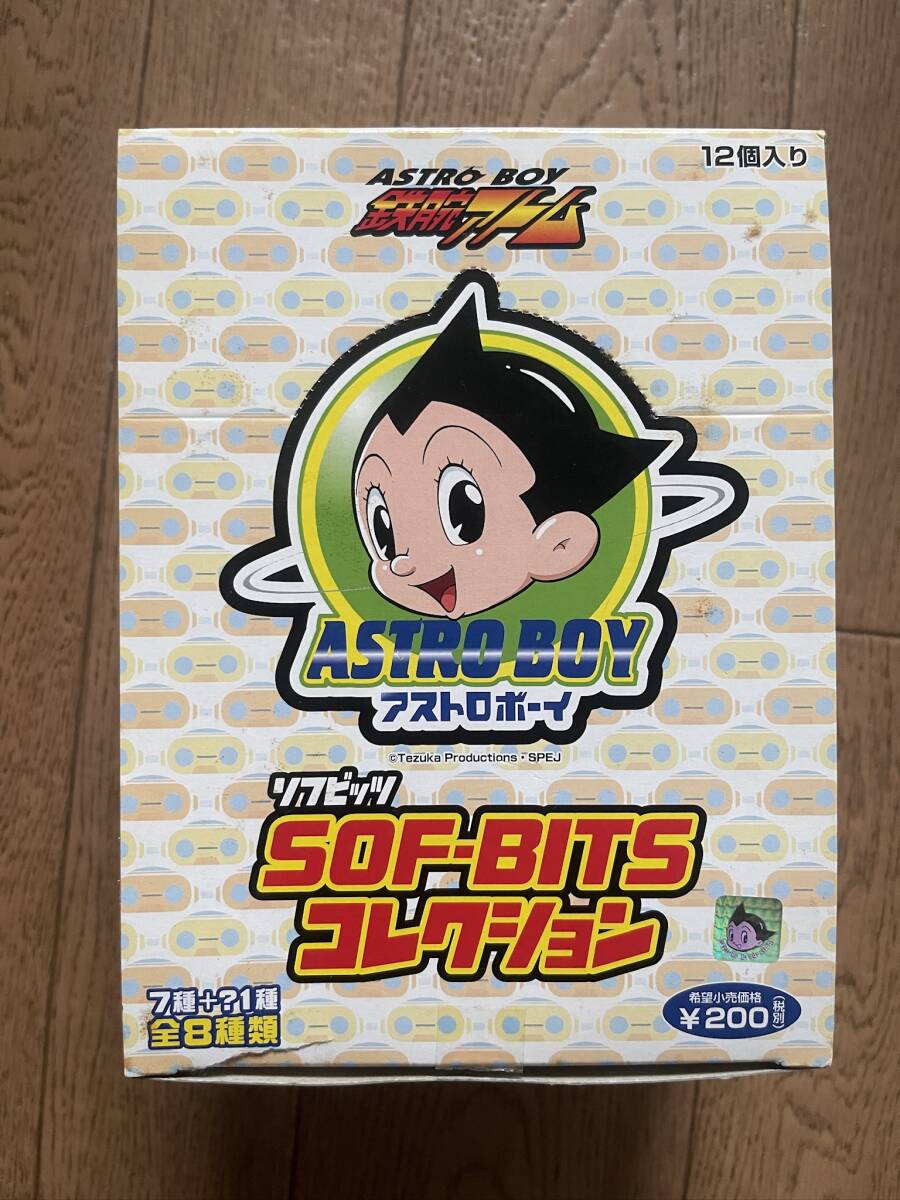 12個入り
ASTRO BOY
鉄腕アトム
ASTRO BOY
アストロボーイ
©Tezuka Productions・SPEJ
ソフビッツ
SOF-BITS
コレクション
7種+?1種
全8種類
希望小売価格
¥200(税別)